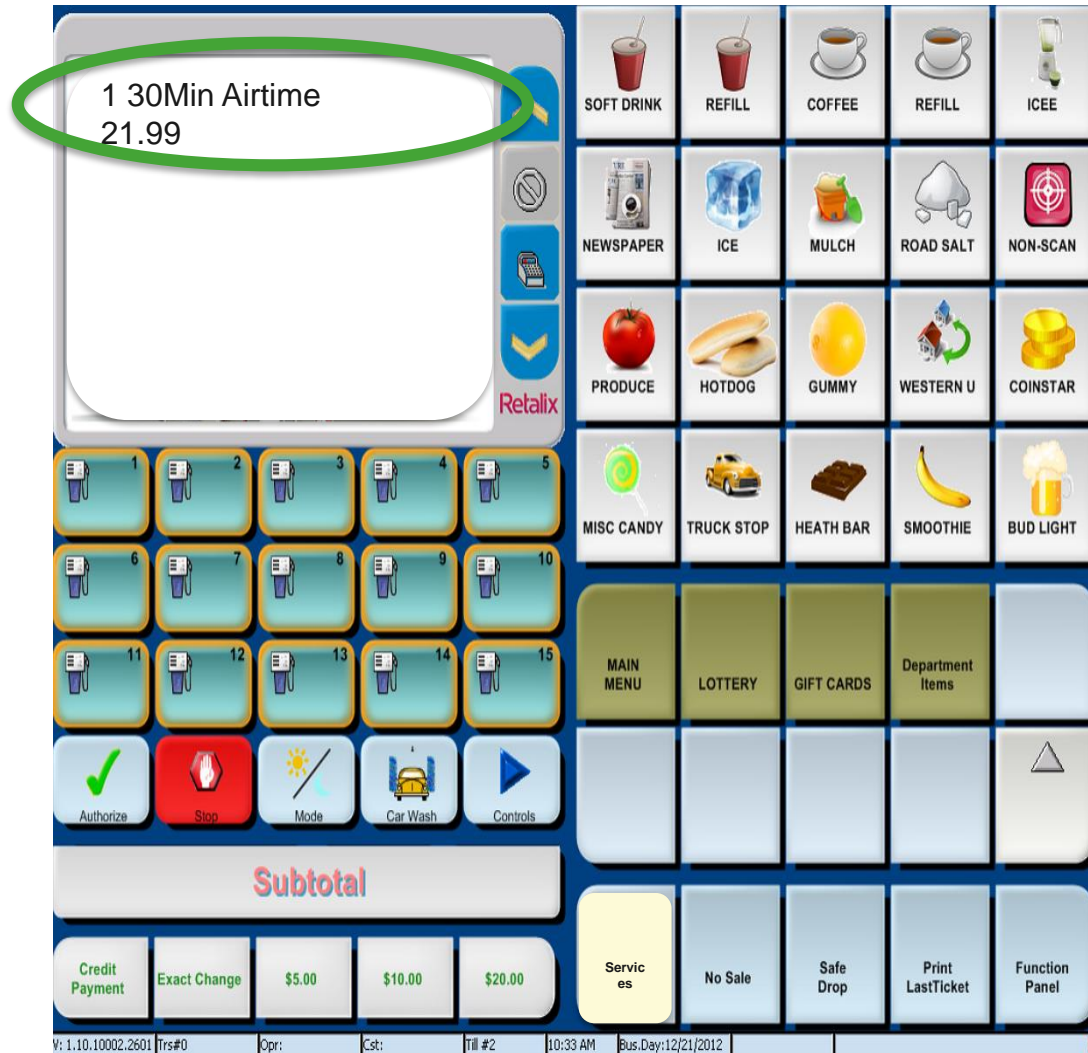 1 30Min Airtime
21.99
Retalix
SOFT DRINK
REFILL
COFFEE
REFILL
ICEE
NEWSPAPER
ICE
MULCH
ROAD SALT
NON-SCAN
PRODUCE
HOTDOG
GUMMY
WESTERN U
COINSTAR
MISC CANDY
TRUCK STOP
HEATH BAR
SMOOTHIE
BUD LIGHT
1
2
3
4
5
6
7
8
9
10
11
12
13
14
15
MAIN
MENU
LOTTERY
GIFT CARDS
Department
Items
Authorize
Stop
Mode
Car Wash
Controls
Subtotal
Credit
Payment
Exact Change
$5.00
$10.00
$20.00
Servic
es
No Sale
Safe
Drop
Print
LastTicket
Function
Panel
V: 1.10.10002.2601 Trs#0 Opr: Cst: Till #2 10:33 AM Bus.Day:12/21/2012